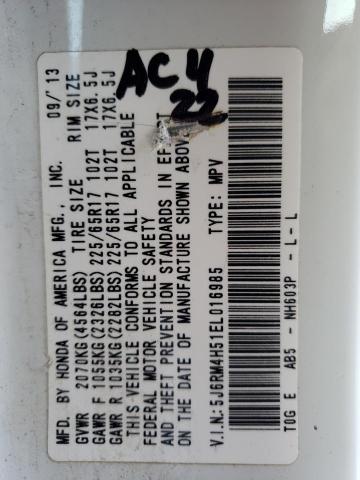 AC 4
22
MFD. BY HONDA OF AMERICA MFG., INC. 09/ 13
GVWR 2070KG(4564LBS) TIRE SIZE RIM SIZE
GAWR F 1055KG(2326LBS) 225/65R17 102T 17X6.5J
GAWR R 1035KG(2282LBS) 225/65R17 102T 17X6.5J
THIS VEHICLE CONFORMS TO ALL APPLICABLE
FEDERAL MOTOR VEHICLE SAFETY
AND THEFT PREVENTION STANDARDS IN EFFECT
ON THE DATE OF MANUFACTURE SHOWN ABOVE.
V.I.N.: 5J6RM4H51EL016985 TYPE: MPV
T0G E AB5 - NH603P - L - L